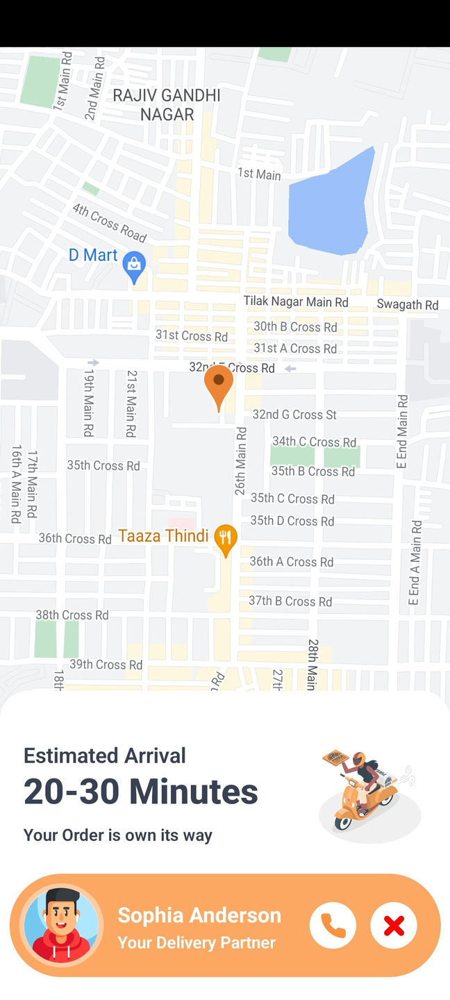 1st Main Rd
2nd Main Rd
RAJIV GANDHI
NAGAR
1st Main
4th Cross Road
D Mart
Tilak Nagar Main Rd
Swagath Rd
30th B Cross Rd
31st Cross Rd
31st A Cross Rd
Cross Rd
19th Main Rd
21st Main Rd
32nd G Cross St
E End Main Rd
34th C Cross Rd
26th Main Rd
16th A Main Rd
17th Main Rd
35th Cross Rd
35th B Cross Rd
35th C Cross Rd
35th D Cross Rd
36th Cross Rd
Taaza Thindi
E End A Main Rd
36th A Cross Rd
37th B Cross Rd
38th Cross Rd
28th Main
39th Cross Rd
18th
Rd
27th
Estimated Arrival
20-30 Minutes
Your Order is own its way
Sophia Anderson
Your Delivery Partner